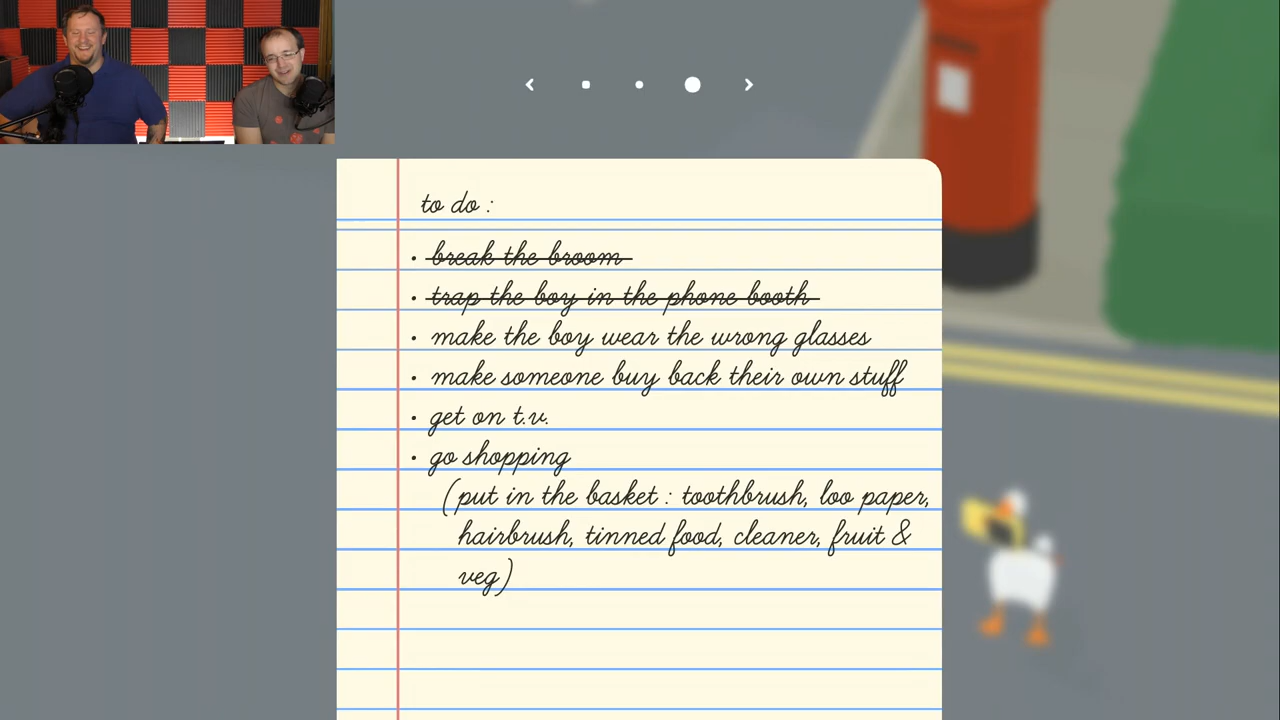 to do :
• break the broom
• trap the boy in the phone booth
• make the boy wear the wrong glasses
• make someone buy back their own stuff
• get on t.v.
• go shopping
(put in the basket : toothbrush, loo paper,
hairbrush, tinned food, cleaner, fruit &
veg)